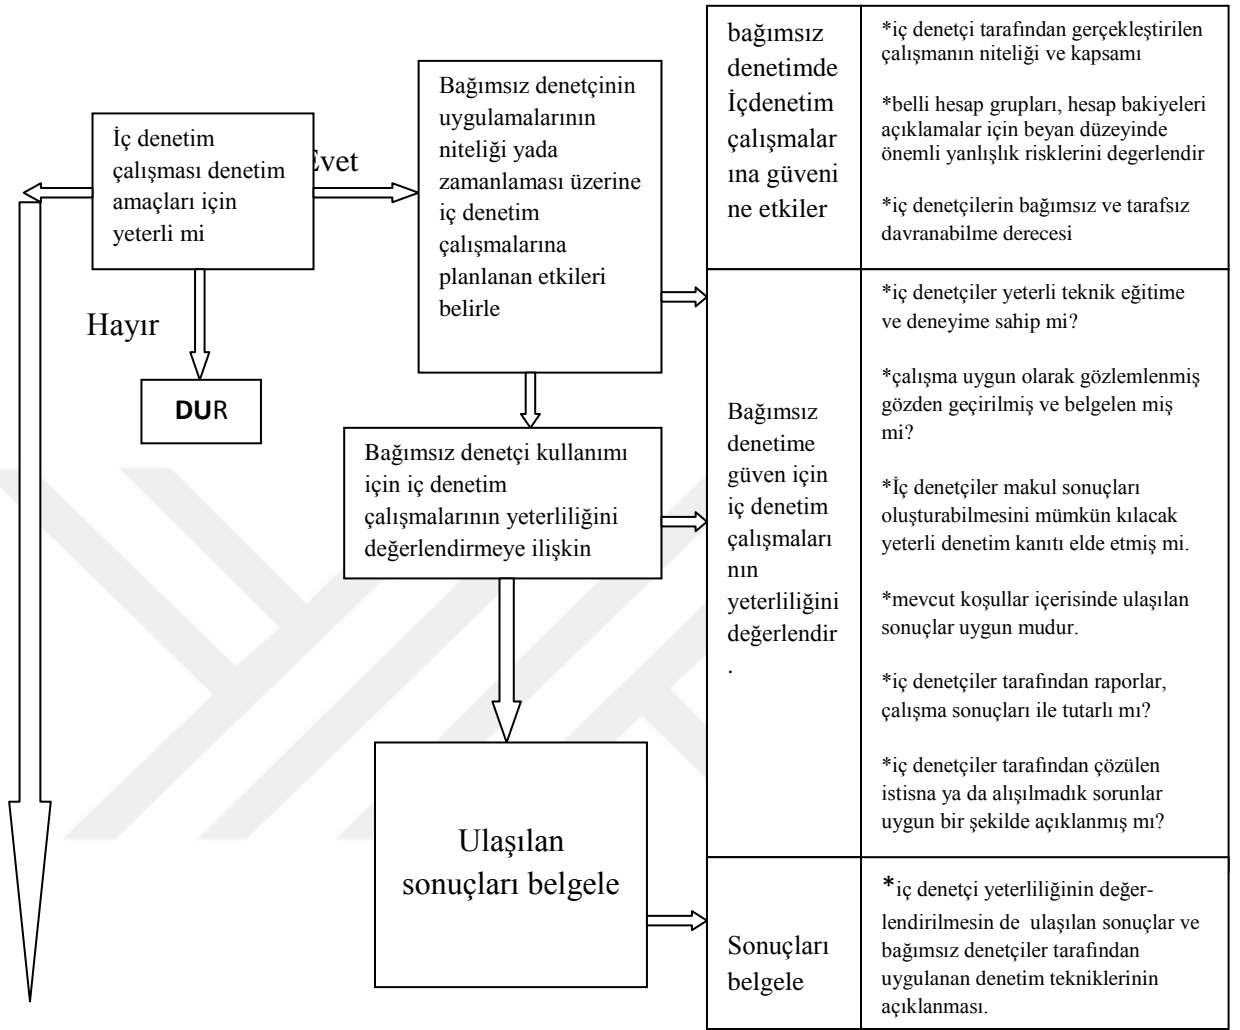 İç denetim
çalışması denetim
amaçları için
yeterli mi
Evet
Hayır
DUR
Bağımsız denetçinin
uygulamalarının
niteliği yada
zamanlaması üzerine
iç denetim
çalışmalarına
planlanan etkileri
belirle
Bağımsız denetçi kullanımı
için iç denetim
çalışmalarının yeterliliğini
değerlendirmeye ilişkin
Ulaşılan
sonuçları belgele
bağımsız
denetimde
İçdenetim
çalışmalar
ına güveni
ne etkiler
*iç denetçi tarafından gerçekleştirilen
çalışmanın niteliği ve kapsamı
*belli hesap grupları, hesap bakiyeleri
açıklamalar için beyan düzeyinde
önemli yanlışlık risklerini degerlendir
*iç denetçilerin bağımsız ve tarafsız
davranabilme derecesi
Bağımsız
denetime
güven için
iç denetim
çalışmaları
nın
yeterliliğini
değerlendir
.
*iç denetçiler yeterli teknik eğitime
ve deneyime sahip mi?
*çalışma uygun olarak gözlemlenmiş
gözden geçirilmiş ve belgelen miş
mi?
*İç denetçiler makul sonuçları
oluşturabilmesini mümkün kılacak
yeterli denetim kanıtı elde etmiş mi.
*mevcut koşullar içerisinde ulaşılan
sonuçlar uygun mudur.
*iç denetçiler tarafından raporlar,
çalışma sonuçları ile tutarlı mı?
*iç denetçiler tarafından çözülen
istisna ya da alışılmadık sorunlar
uygun bir şekilde açıklanmış mı?
Sonuçları
belgele
*iç denetçi yeterliliğinin değer-
lendirilmesin de ulaşılan sonuçlar ve
bağımsız denetçiler tarafından
uygulanan denetim tekniklerinin
açıklanması.